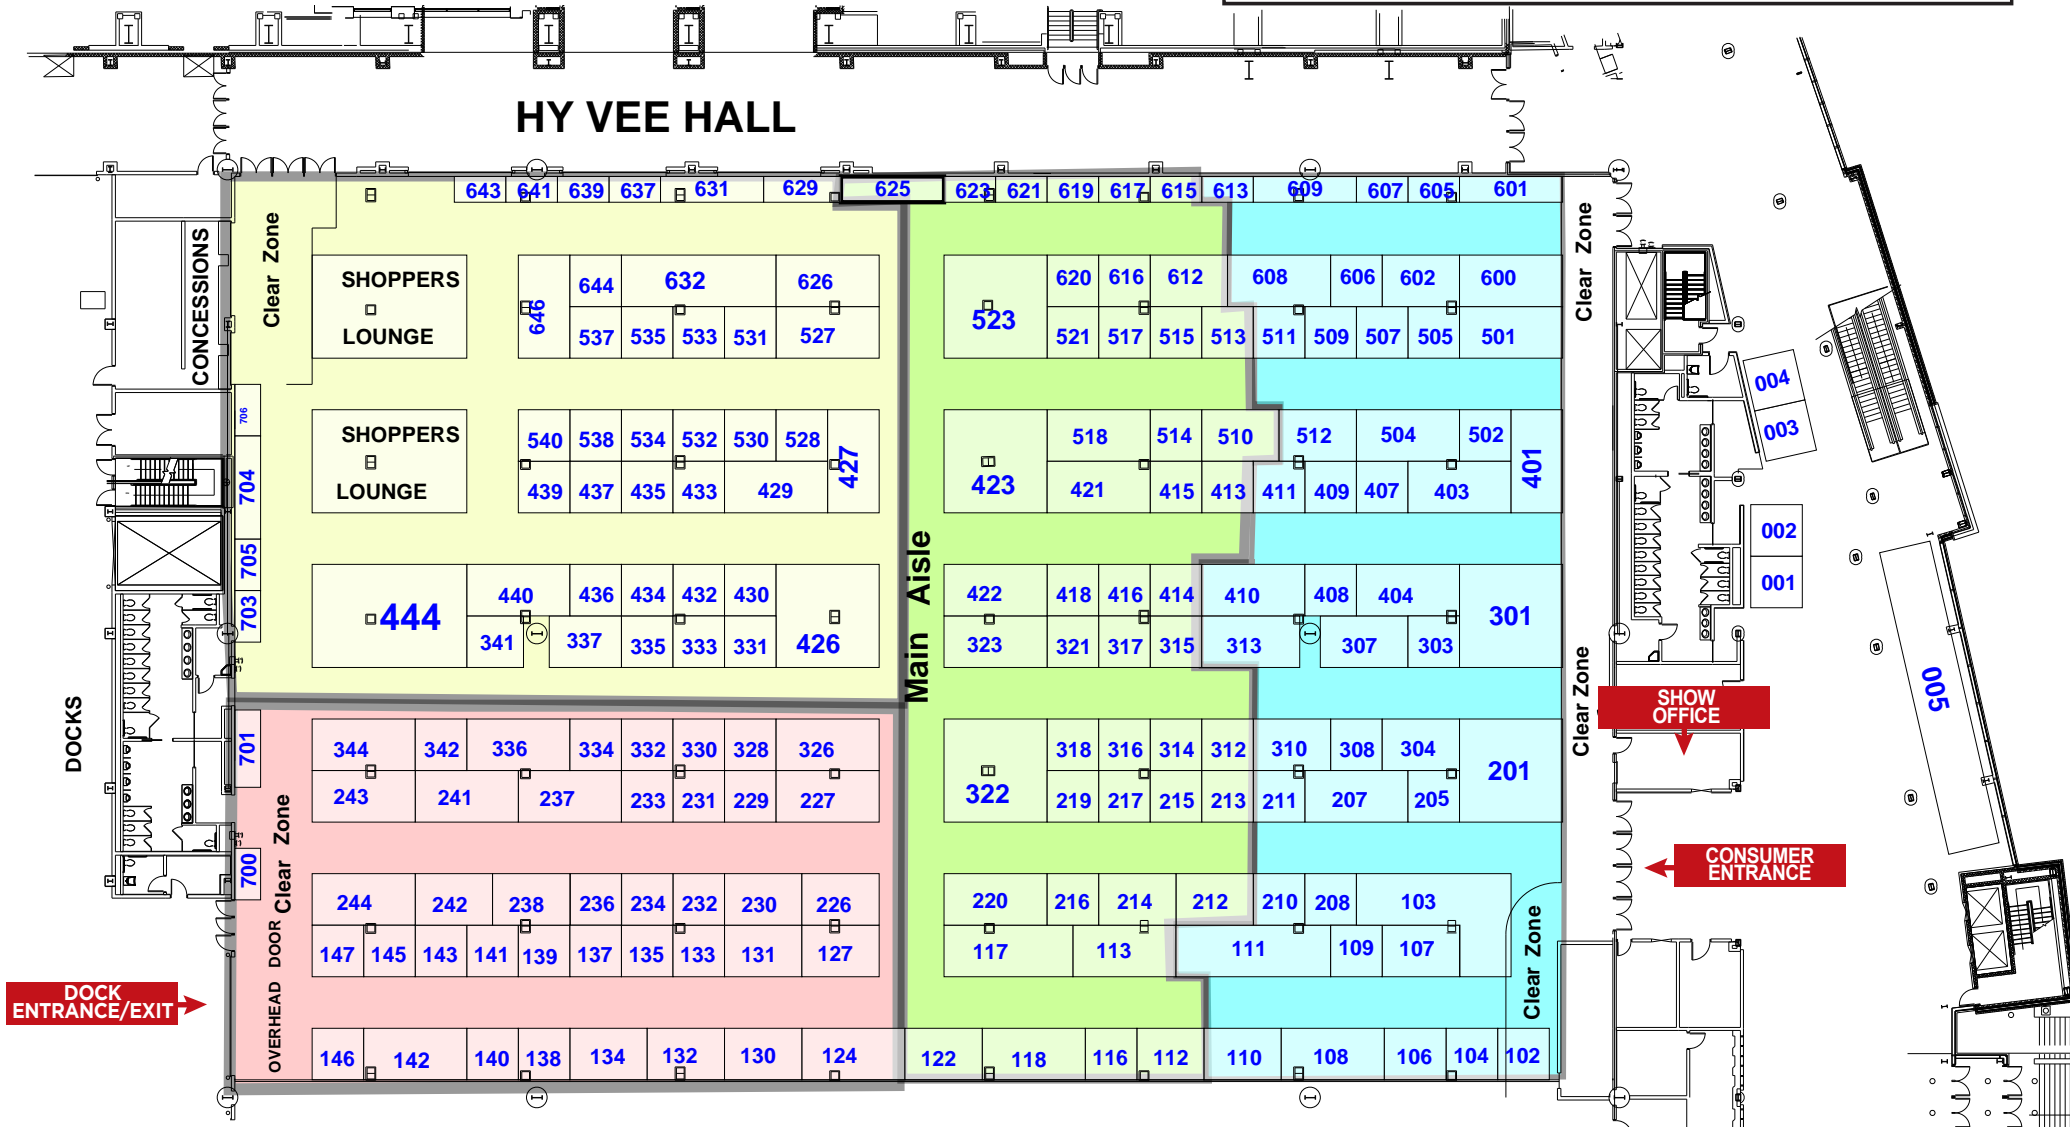 HY VEE HALL
643 641 639 637 631 629 625 623 621 619 617 615 613 609 607 605 601
CONCESSIONS
Clear Zone
Clear Zone
SHOPPERS
LOUNGE
646 644 632 626
537 535 533 531 527
523
620 616 612 608 606 602 600
521 517 515 513 511 509 507 505 501
706
704
705
703
SHOPPERS
LOUNGE
540 538 534 532 530 528
439 437 435 433 429
427
423
518 514 510 512 504 502
421 415 413 411 409 407 403
401
004
003
002
001
005
Main Aisle
444
440 436 434 432 430
341 337 335 333 331 426
422 418 416 414 410 408 404
323 321 317 315 313 307 303
301
DOCKS
Clear Zone
SHOW
OFFICE
701
700
344 342 336 334 332 330 328 326
243 241 237 233 231 229 227
322
318 316 314 312 310 308 304
219 217 215 213 211 207 205
201
CONSUMER
ENTRANCE
Clear Zone
OVERHEAD DOOR
244 242 238 236 234 232 230 226
147 145 143 141 139 137 135 133 131 127
220 216 214 212 210 208 103
117 113 111 109 107
Clear Zone
DOCK
ENTRANCE/EXIT
146 142 140 138 134 132 130 124 122 118 116 112 110 108 106 104 102